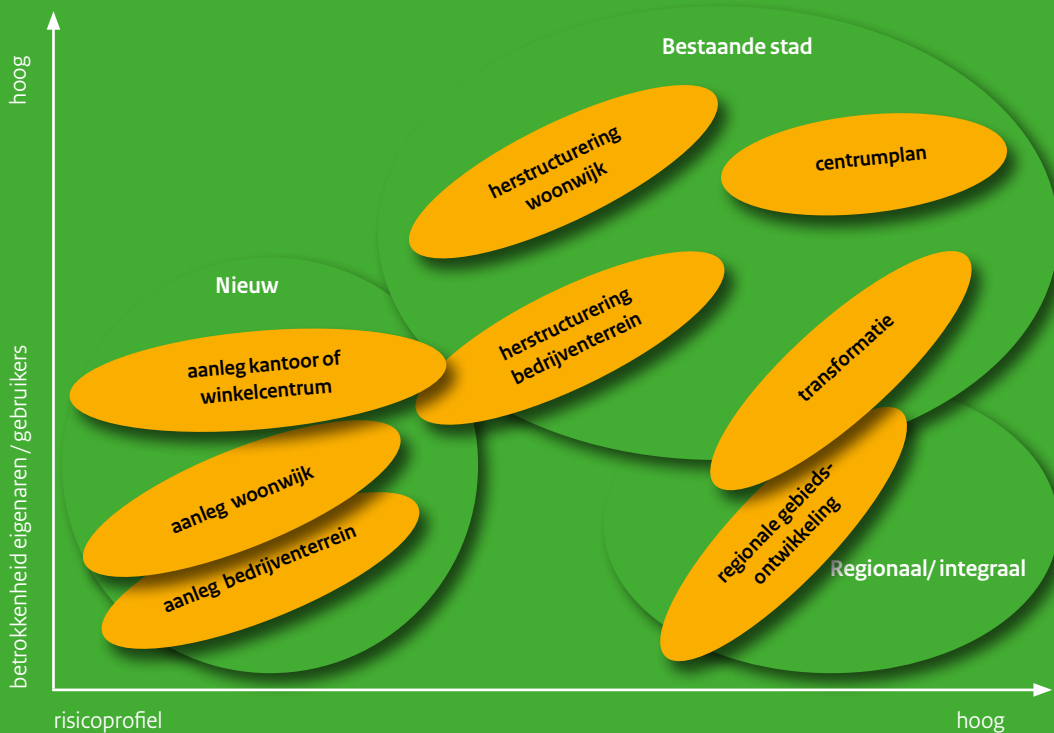 hoog
Bestaande stad
herstructurering
woonwijk
centrumplan
Nieuw
herstructurering
bedrijventerrein
transformatie
aanleg kantoor of
winkelcentrum
aanleg woonwijk
aanleg bedrijventerrein
regionale gebieds-
ontwikkeling
Regionaal/ integraal
betrokkenheid eigenaren / gebruikers
risicoprofiel
hoog